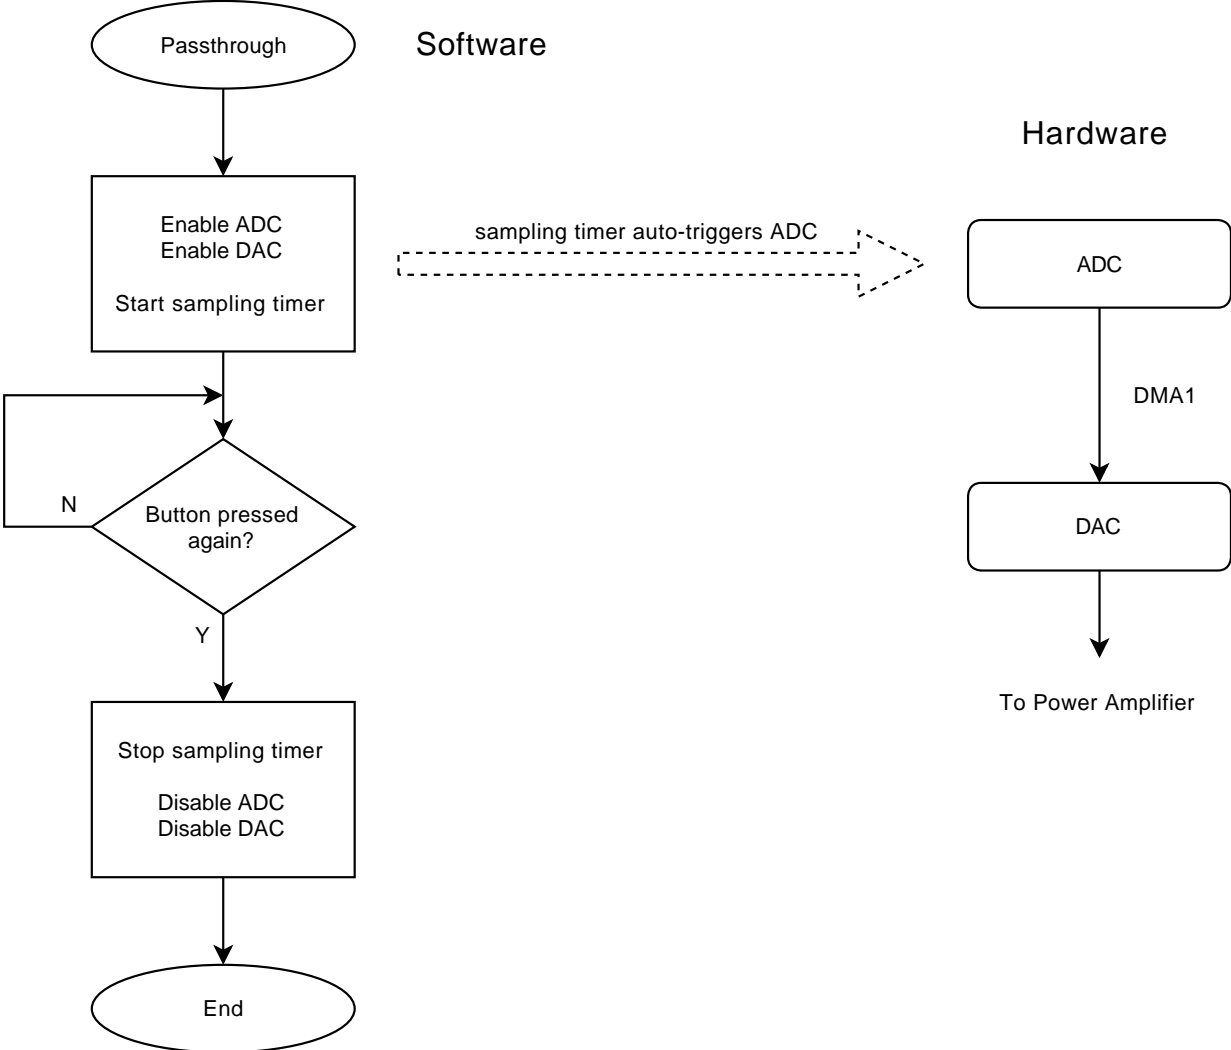 Passthrough
Software
Hardware
Enable ADC
Enable DAC
Start sampling timer
sampling timer auto-triggers ADC
ADC
DMA1
N
Button pressed
again?
DAC
Y
To Power Amplifier
Stop sampling timer
Disable ADC
Disable DAC
End